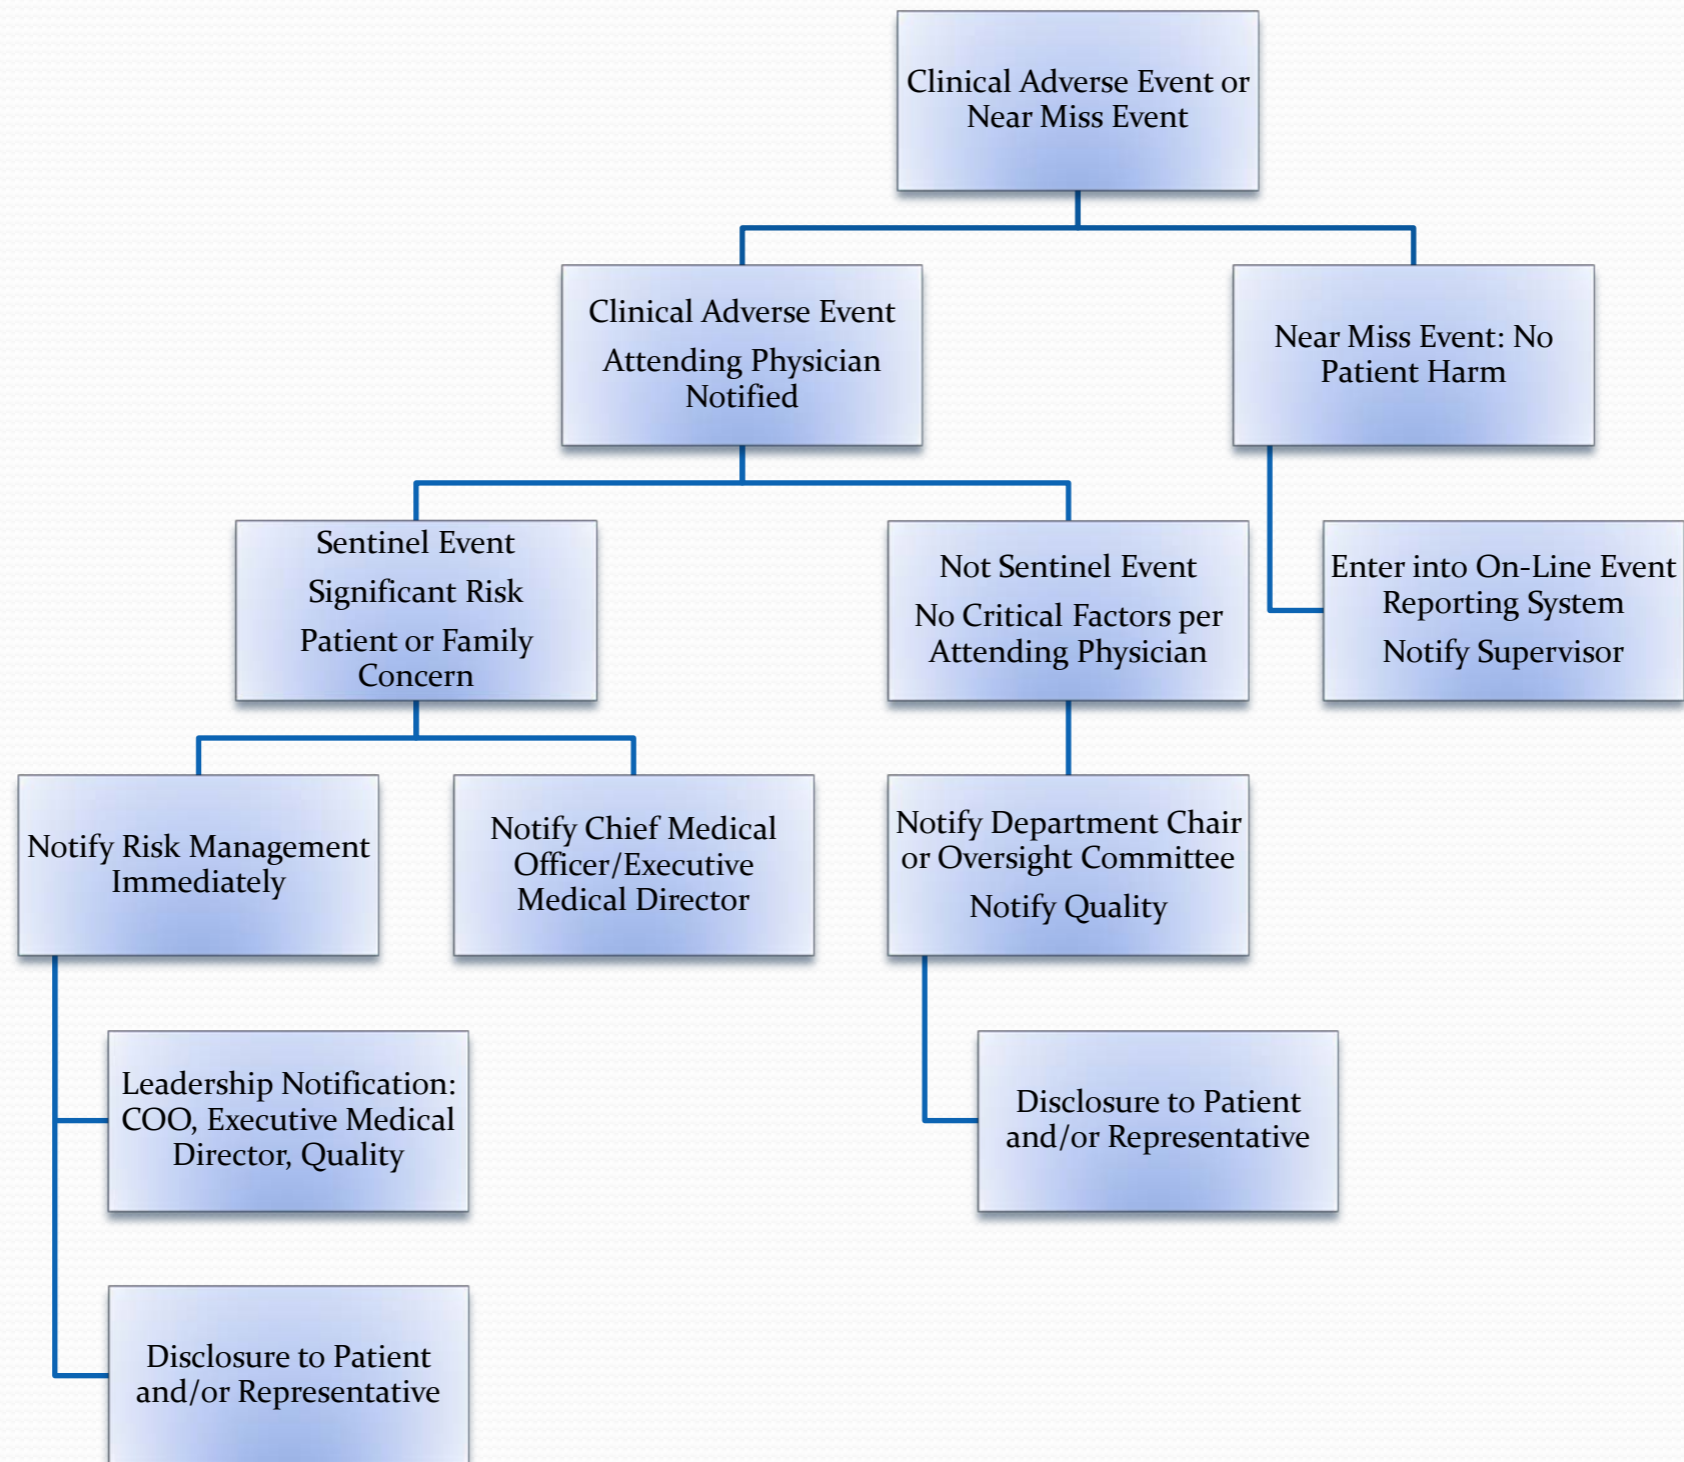 Clinical Adverse Event or
Near Miss Event
Clinical Adverse Event
Attending Physician
Notified
Near Miss Event: No
Patient Harm
Sentinel Event
Significant Risk
Patient or Family
Concern
Not Sentinel Event
No Critical Factors per
Attending Physician
Enter into On-Line Event
Reporting System
Notify Supervisor
Notify Risk Management
Immediately
Notify Chief Medical
Officer/Executive
Medical Director
Notify Department Chair
or Oversight Committee
Notify Quality
Leadership Notification:
COO, Executive Medical
Director, Quality
Disclosure to Patient
and/or Representative
Disclosure to Patient
and/or Representative